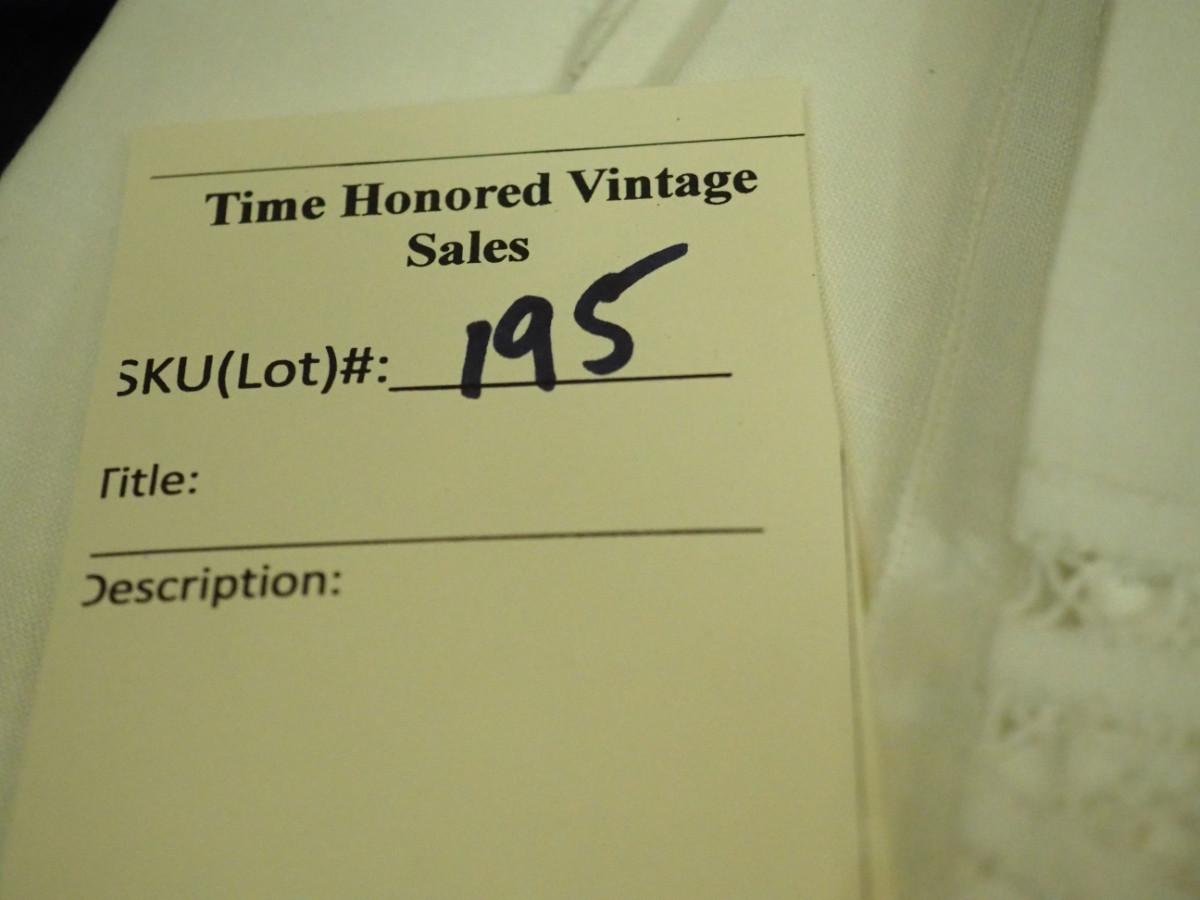 Time Honored Vintage
Sales
SKU(Lot)#: 195
Title:
Description: